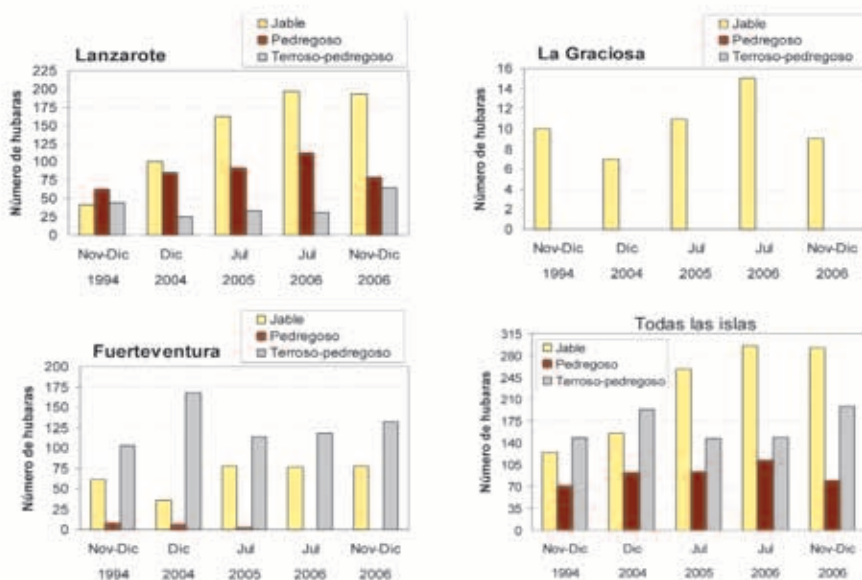 Lanzarote
Jable
Pedregoso
Terroso-pedregoso
Número de hubaras
225
200
175
150
125
100
75
50
25
0
Nov-Dic Dic Jul Jul Nov-Dic
1994 2004 2005 2006 2006
La Graciosa
Jable
Pedregoso
Terroso-pedregoso
Número de hubaras
16
14
12
10
8
6
4
2
0
Nov-Dic Dic Jul Jul Nov-Dic
1994 2004 2005 2006 2006
Fuerteventura
Jable
Pedregoso
Terroso-pedregoso
Número de hubaras
200
175
150
125
100
75
50
25
0
Nov-Dic Dic Jul Jul Nov-Dic
1994 2004 2005 2006 2006
Todas las islas
Jable
Pedregoso
Terroso-pedregoso
Número de hubaras
315
280
245
210
175
140
105
70
35
0
Nov-Dic Dic Jul Jul Nov-Dic
1994 2004 2005 2006 2006